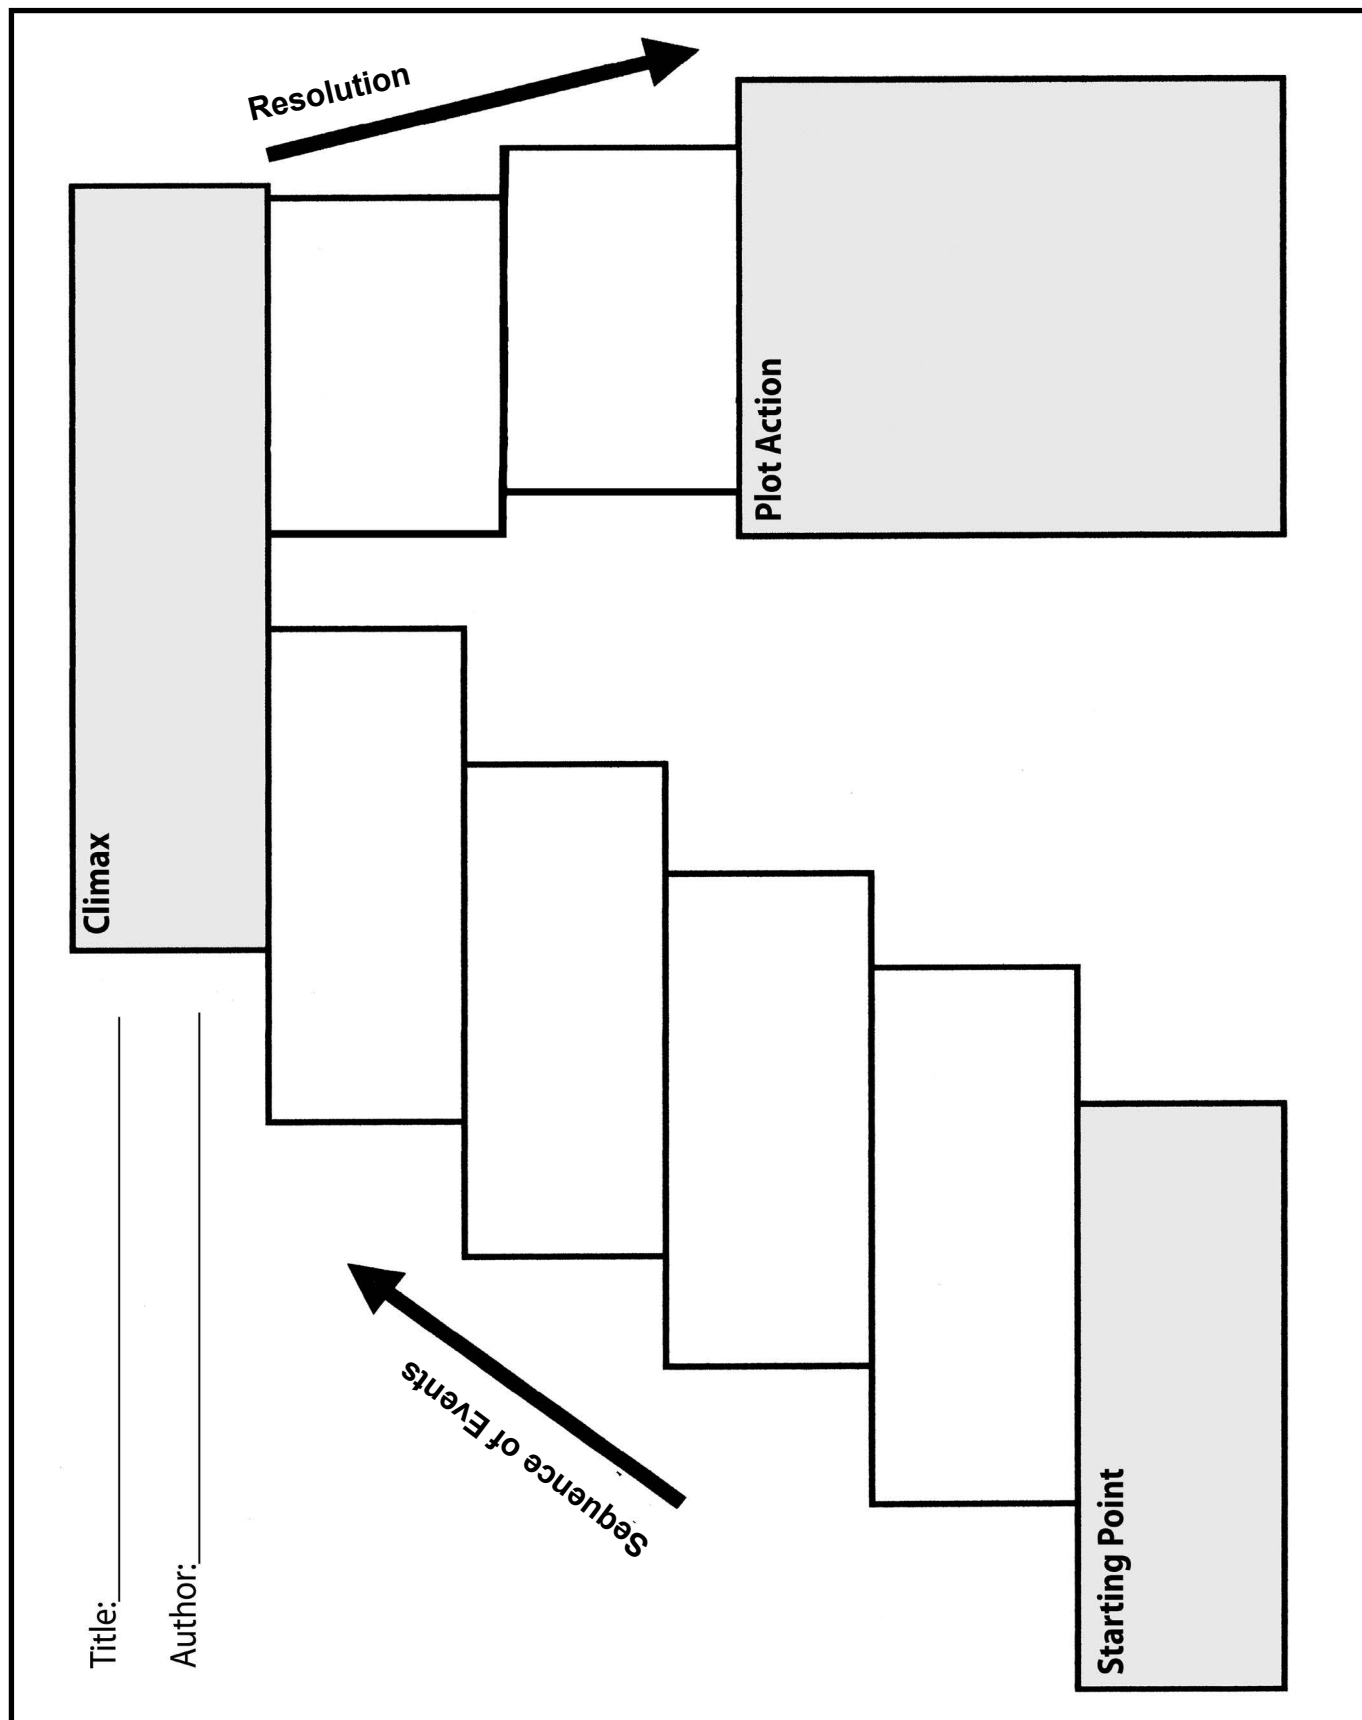 Title:
Author:
Climax
Resolution
Sequence of Events
Starting Point
Plot Action